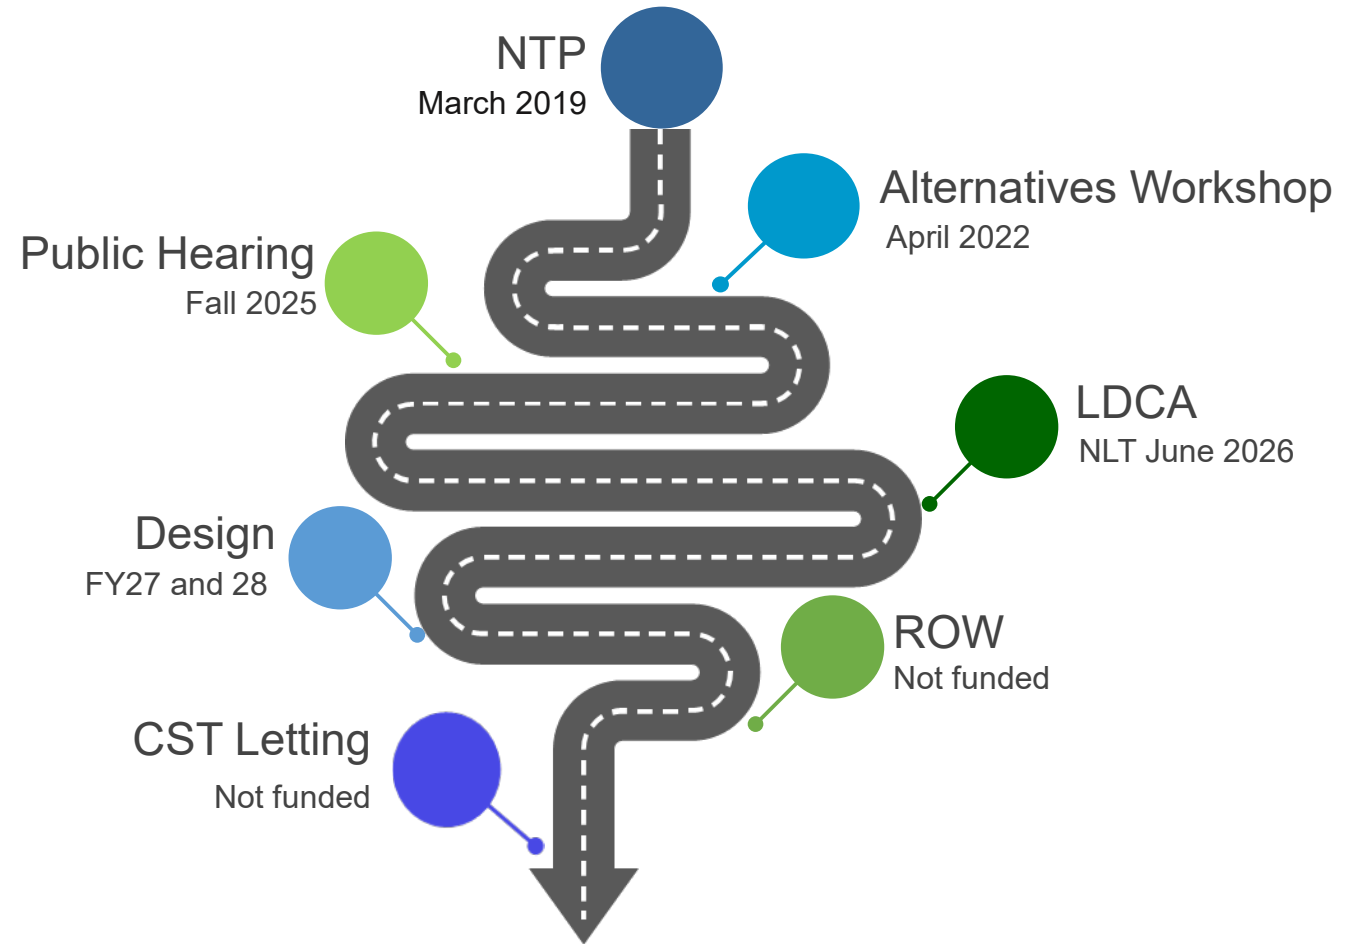 NTP
March 2019
Alternatives Workshop
April 2022
Public Hearing
Fall 2025
LDCA
NLT June 2026
Design
FY27 and 28
ROW
Not funded
CST Letting
Not funded